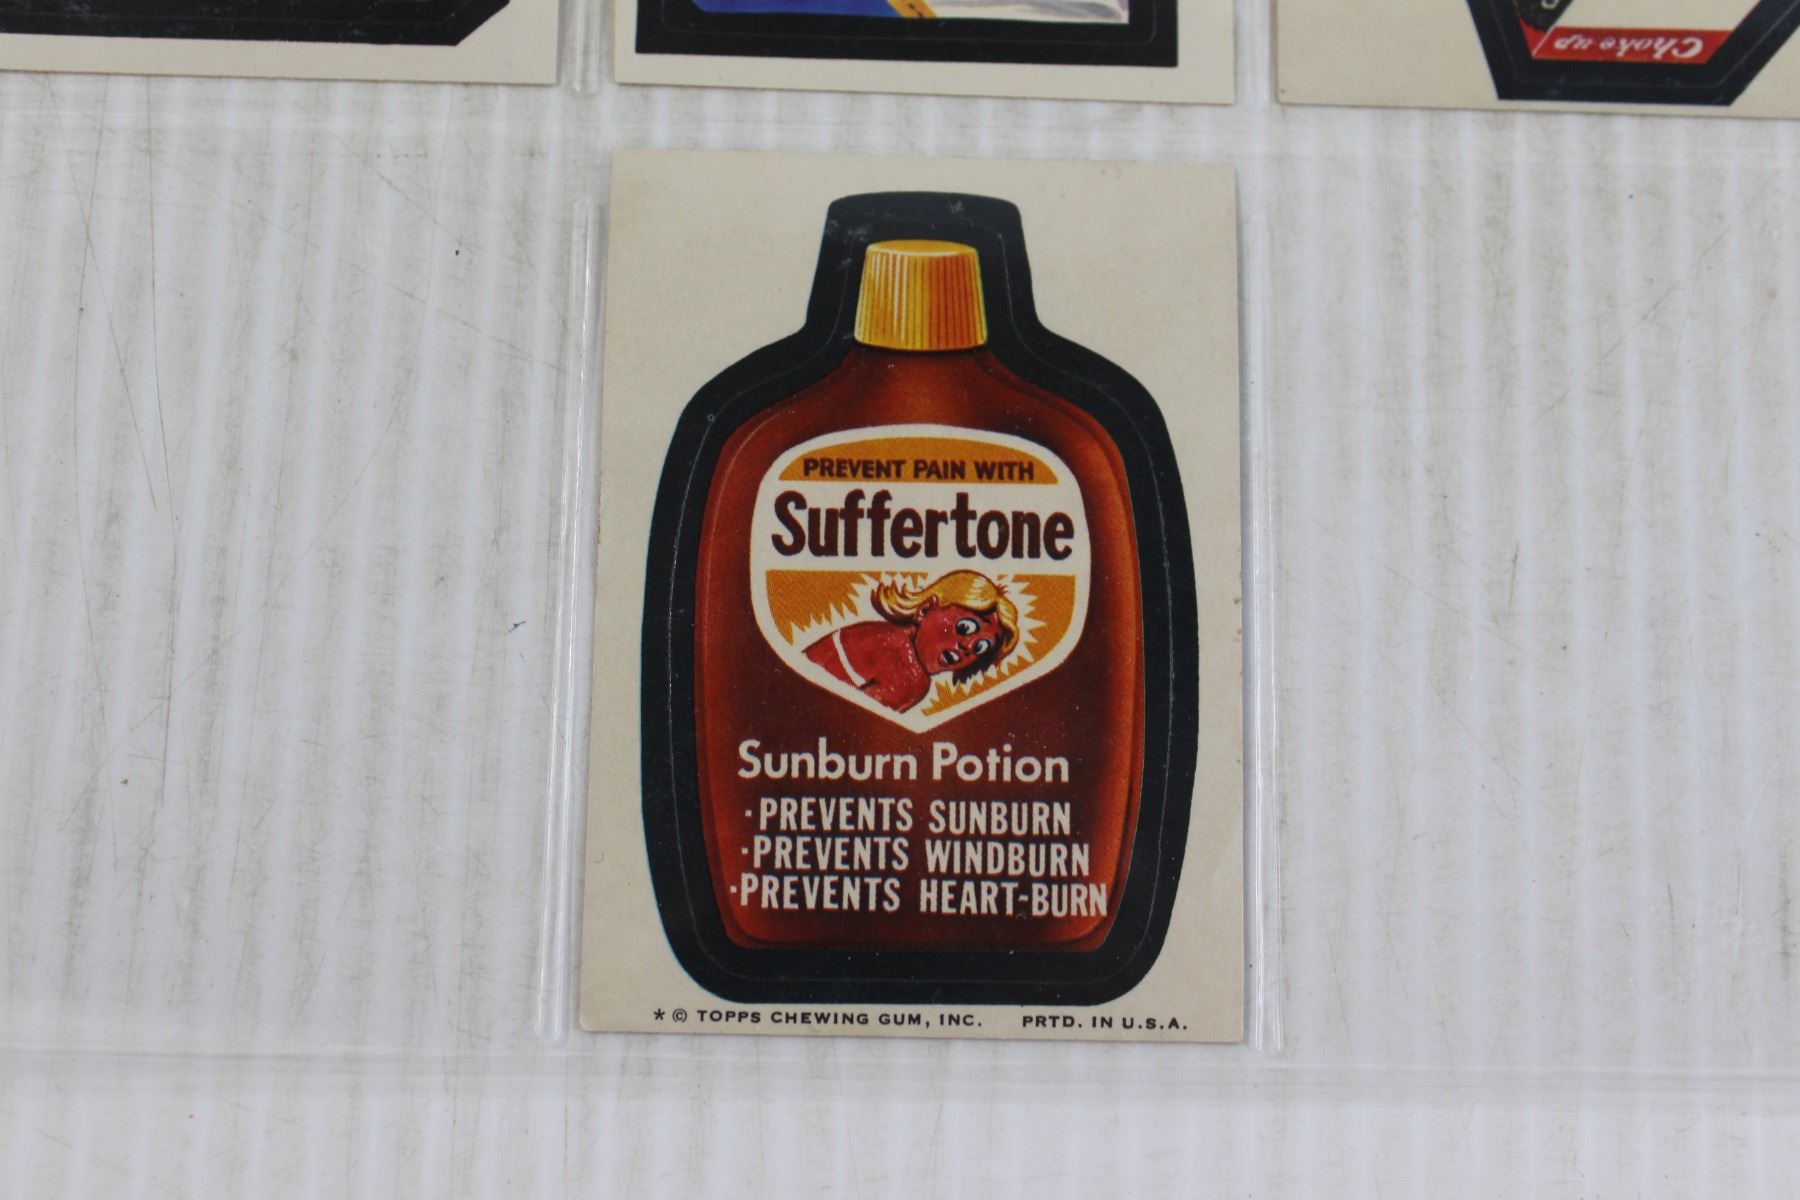 Choke up
PREVENT PAIN WITH
Suffertone
Sunburn Potion
·PREVENTS SUNBURN
·PREVENTS WINDBURN
·PREVENTS HEART-BURN
* © TOPPS CHEWING GUM, INC. PRTD. IN U.S.A.